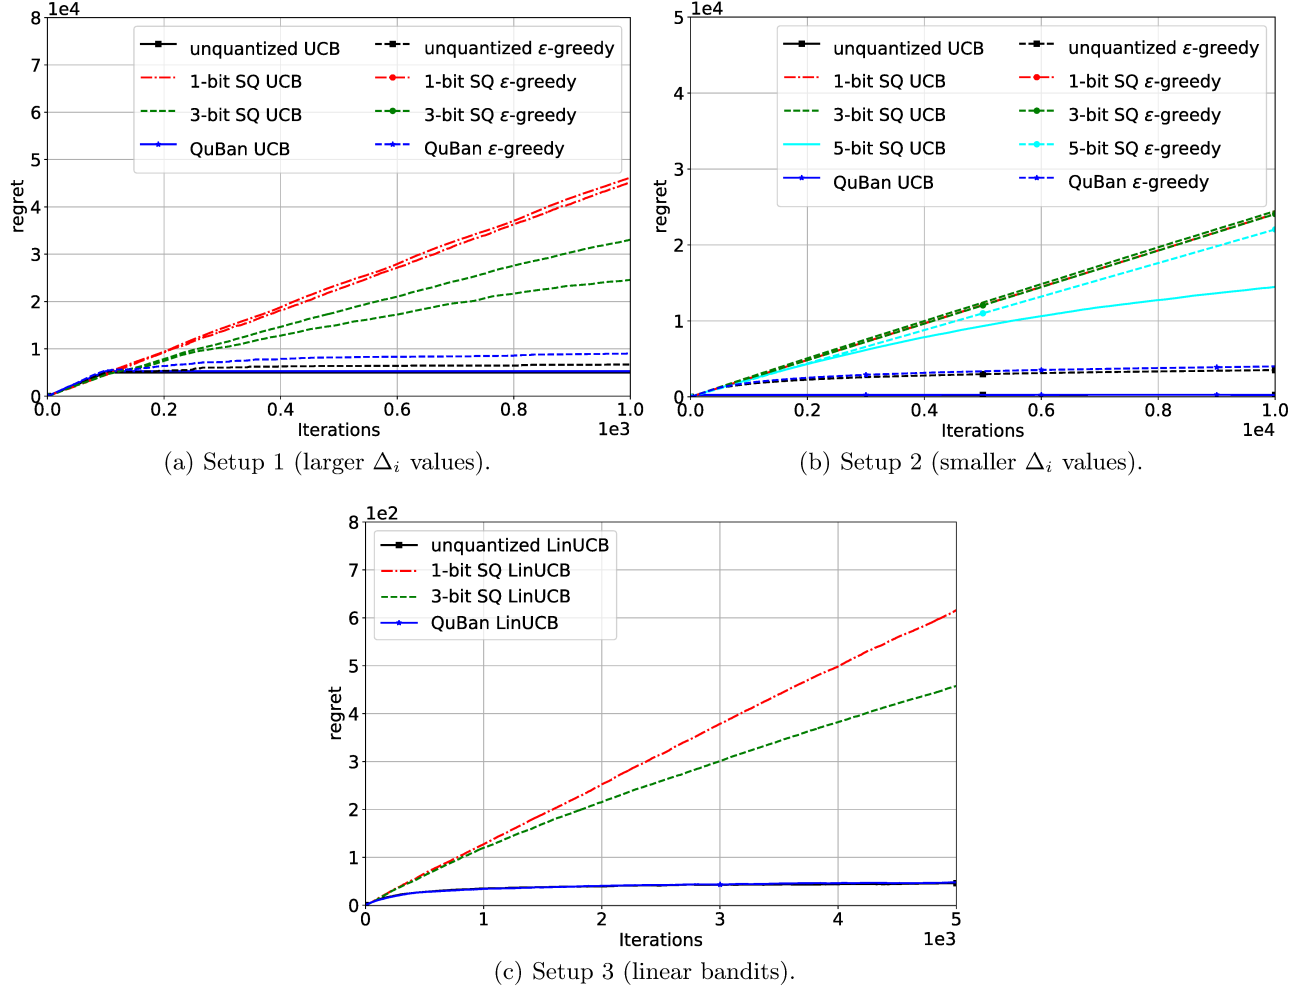 1e4
8
7
6
5
4
3
2
1
0
regret
unquantized UCB
1-bit SQ UCB
3-bit SQ UCB
QuBan UCB
unquantized ε-greedy
1-bit SQ ε-greedy
3-bit SQ ε-greedy
QuBan ε-greedy
0.0 0.2 0.4 0.6 0.8 1.0
Iterations
1e3
(a) Setup 1 (larger Δᵢ values).
1e4
5
4
3
2
1
0
regret
unquantized UCB
1-bit SQ UCB
3-bit SQ UCB
5-bit SQ UCB
QuBan UCB
unquantized ε-greedy
1-bit SQ ε-greedy
3-bit SQ ε-greedy
5-bit SQ ε-greedy
QuBan ε-greedy
0.0 0.2 0.4 0.6 0.8 1.0
Iterations
1e4
(b) Setup 2 (smaller Δᵢ values).
1e2
8
7
6
5
4
3
2
1
0
regret
unquantized LinUCB
1-bit SQ LinUCB
3-bit SQ LinUCB
QuBan LinUCB
0 1 2 3 4 5
Iterations
1e3
(c) Setup 3 (linear bandits).